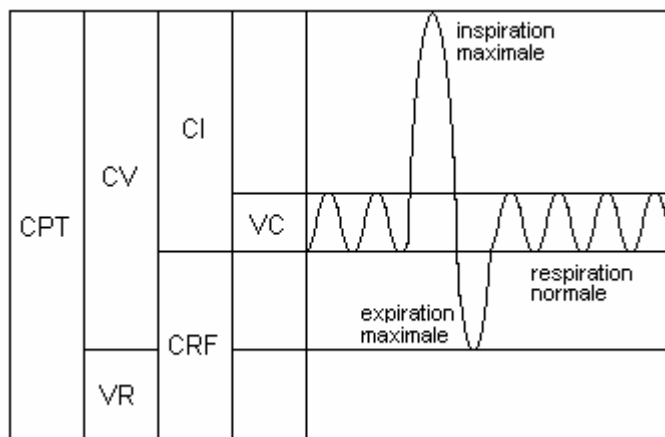 CPT
CV
VR
CI
CRF
VC
inspiration
maximale
expiration
maximale
respiration
normale